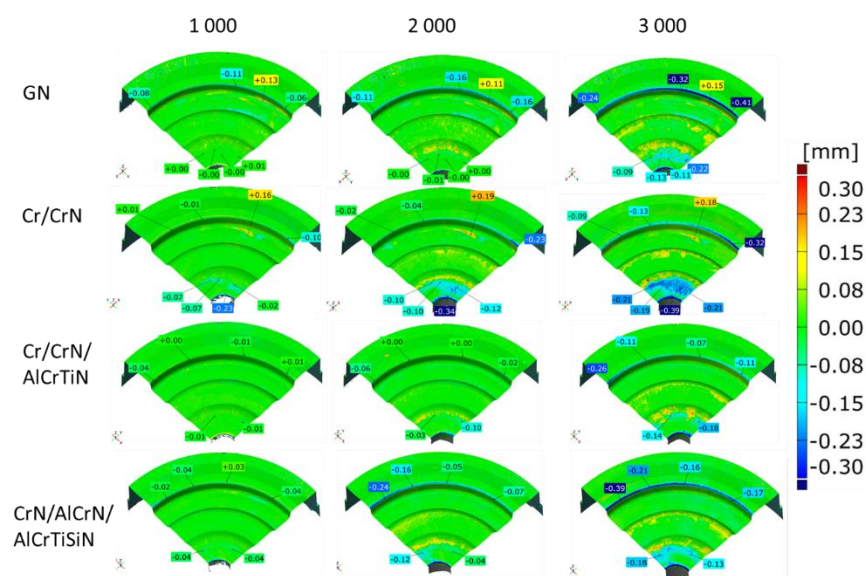 1 000 2 000 3 000
GN
-0.08 -0.11 +0.13 -0.06
+0.00 -0.00 -0.00 +0.01
-0.11 -0.16 +0.11 -0.16
-0.00 -0.01 -0.00 +0.00
-0.24 -0.32 +0.15 -0.41
-0.09 -0.13 -0.11 -0.22
[mm]
0.30
0.23
0.15
0.08
0.00
-0.08
-0.15
-0.23
-0.30
Cr/CrN
+0.01 -0.01 +0.16 -0.10
-0.07 -0.07 -0.23 -0.02
-0.02 -0.04 +0.19 -0.23
-0.10 -0.10 -0.34 -0.12
-0.09 -0.13 +0.18 -0.32
-0.21 -0.19 -0.39 -0.21
Cr/CrN/
AlCrTiN
-0.04 +0.00 -0.01 +0.01
-0.01 -0.01
-0.06 +0.00 +0.00 -0.02
-0.03 -0.10
-0.26 -0.11 -0.07 -0.11
-0.14 -0.18
CrN/AlCrN/
AlCrTiSiN
-0.02 -0.04 +0.03 -0.04
-0.04 -0.04
-0.24 -0.16 -0.05 -0.07
-0.12 -0.04
-0.39 -0.21 -0.16 -0.17
-0.18 -0.13